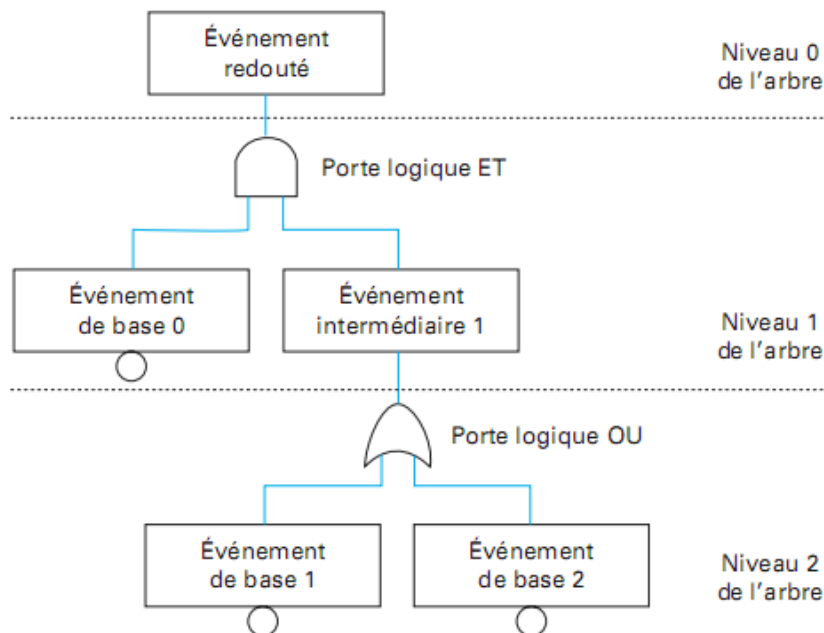 Événement
redouté
Niveau 0
de l'arbre
Porte logique ET
Événement
de base 0
Événement
intermédiaire 1
Niveau 1
de l'arbre
Porte logique OU
Événement
de base 1
Événement
de base 2
Niveau 2
de l'arbre